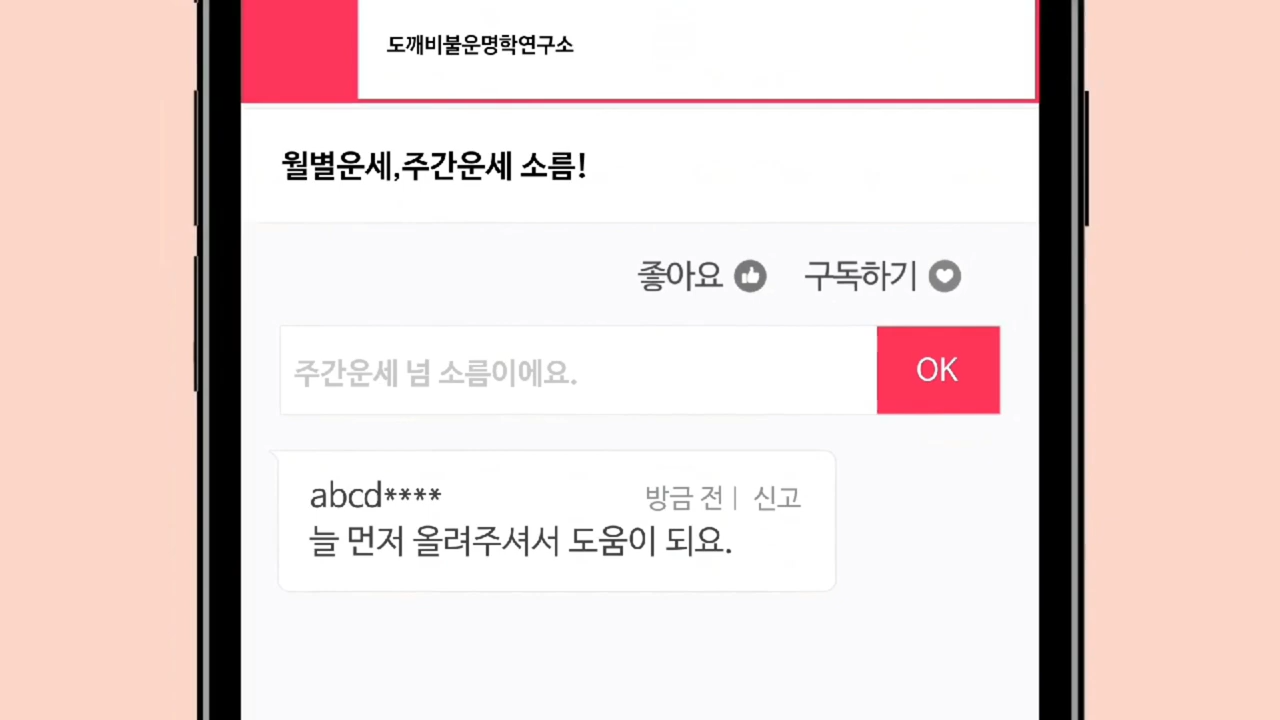 도깨비불운명학연구소
월별운세,주간운세 소름!
좋아요 구독하기
주간운세 넘 소름이에요. OK
abcd**** 방금 전| 신고
늘 먼저 올려주셔서 도움이 되요.